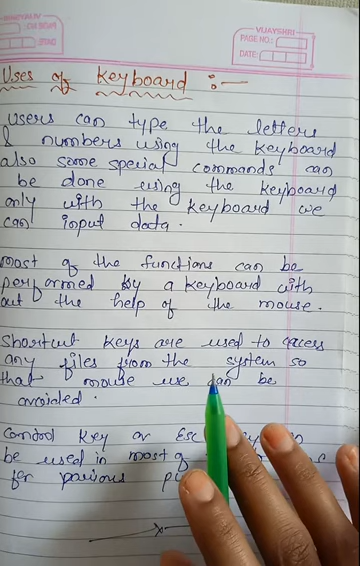 VIJAYSHRI
PAGE NO.:
DATE:
Uses of Keyboard :-
Users can type the letters
& numbers using the Keyboard
also some special commands can
be done using the Keyboard
only with the Keyboard we
can input data.
most of the functions can be
performed by a Keyboard with
out the help of the mouse.
Shortcut Keys are used to access
any files from the system so
that mouse use can be
avoided.
Control Key or Esc
be used in most of
for various